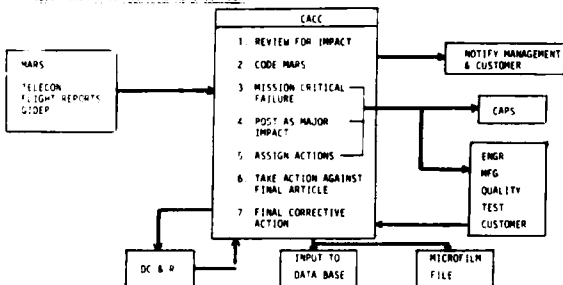 CACC
1. REVIEW FOR IMPACT
2 CODE MARS
3 MISSION CRITICAL
FAILURE
4 POST AS MAJOR
IMPACT
5 ASSIGN ACTIONS
6. TAKE ACTION AGAINST
FINAL ARTICLE
7 FINAL CORRECTIVE
ACTION
MARS
TELECON
FLIGHT REPORTS
GIDEP
NOTIFY MANAGEMENT
& CUSTOMER
CAPS
ENGR
MFG
QUALITY
TEST
CUSTOMER
DC & R
INPUT TO
DATA BASE
MICROFILM
FILE